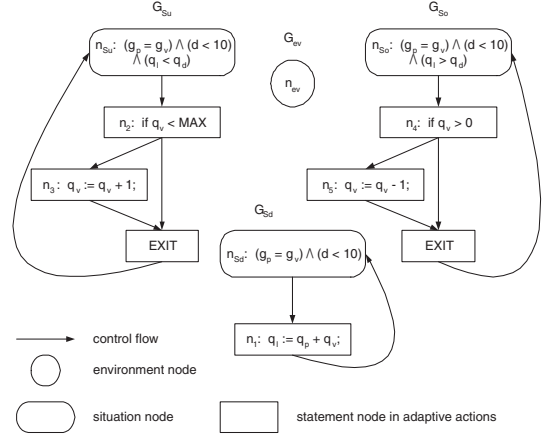 G_Su
G_ev
G_So
n_Su: (g_p = g_v) ⋀ (d < 10)
⋀ (q_l < q_d)
n_ev
n_So: (g_p = g_v) ⋀ (d < 10)
⋀ (q_l > q_d)
n_2: if q_v < MAX
n_4: if q_v > 0
n_3: q_v := q_v + 1;
n_5: q_v := q_v - 1;
EXIT
EXIT
G_Sd
n_Sd: (g_p = g_v) ⋀ (d < 10)
n_1: q_l := q_p + q_v;
control flow
environment node
situation node
statement node in adaptive actions